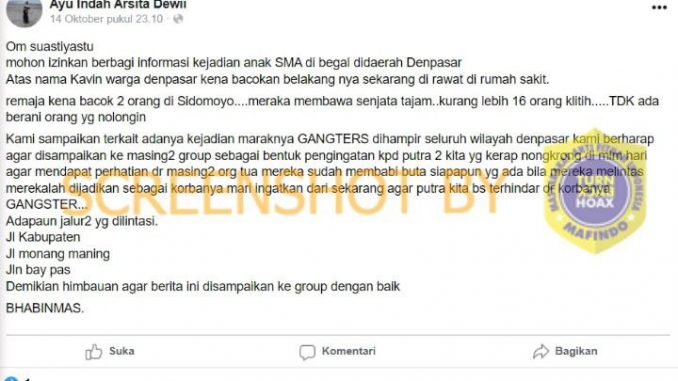 Ayu Indah Arsita Dewii
14 Oktober pukul 23.10 ·
Om suastiyastu
mohon izinkan berbagi informasi kejadian anak SMA di begal didaerah Denpasar
Atas nama Kavin warga denpasar kena bacokan belakang nya sekarang di rawat di rumah sakit.
remaja kena bacok 2 orang di Sidomoyo....meraka membawa senjata tajam..kurang lebih 16 orang klitih.....TDK ada
berani orang yg nolongin
Kami sampaikan terkait adanya kejadian maraknya GANGTERS dihampir seluruh wilayah denpasar kami berharap
agar disampaikan ke masing2 group sebagai bentuk pengingatan kpd putra 2 kita yg kerap nongkrong di mlm hari
agar mendapat perhatian dr masing2 org tua mereka sudah membabi buta siapapun yg ada bila mereka melintas
merekalah dijadikan sebagai korbanya mari ingatkan dari sekarang agar putra kita bs terhindar dr korbanya
GANGSTER...
Adapaun jalur2 yg dilintasi.
Jl Kabupaten
Jl monang maning
Jln bay pas
Demikian himbauan agar berita ini disampaikan ke group dengan baik
BHABINMAS.
SCREENSHOT BY
TURN
HOAX
MAFINDO
Suka
Komentari
Bagikan